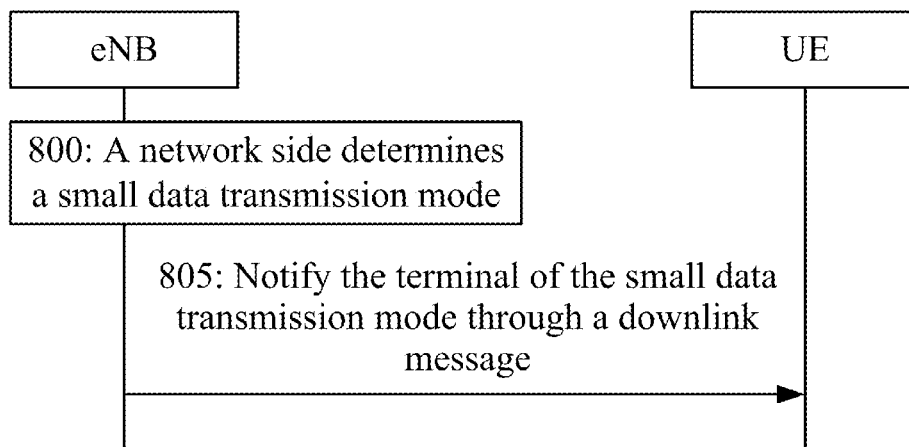 eNB
UE
800: A network side determines
a small data transmission mode
805: Notify the terminal of the small data
transmission mode through a downlink
message